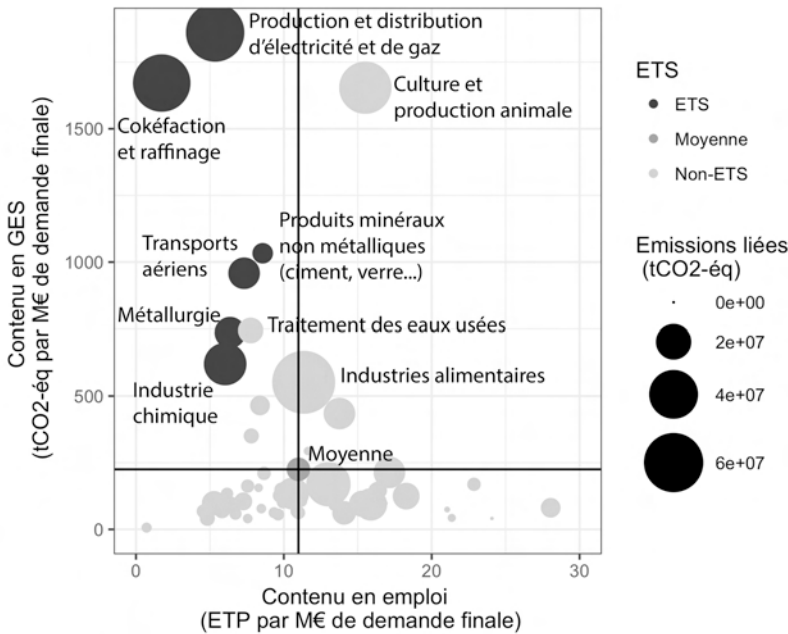 Production et distribution
d'électricité et de gaz
Culture et
production animale
Cokéfaction
et raffinage
Produits minéraux
non métalliques
(ciment, verre...)
Transports
aériens
Métallurgie
Traitement des eaux usées
Industries alimentaires
Industrie
chimique
Moyenne
1500
1000
500
0
0
10
20
30
Contenu en GES
(tCO2-éq par M€ de demande finale)
Contenu en emploi
(ETP par M€ de demande finale)
ETS
ETS
Moyenne
Non-ETS
Emissions liées
(tCO2-éq)
0e+00
2e+07
4e+07
6e+07